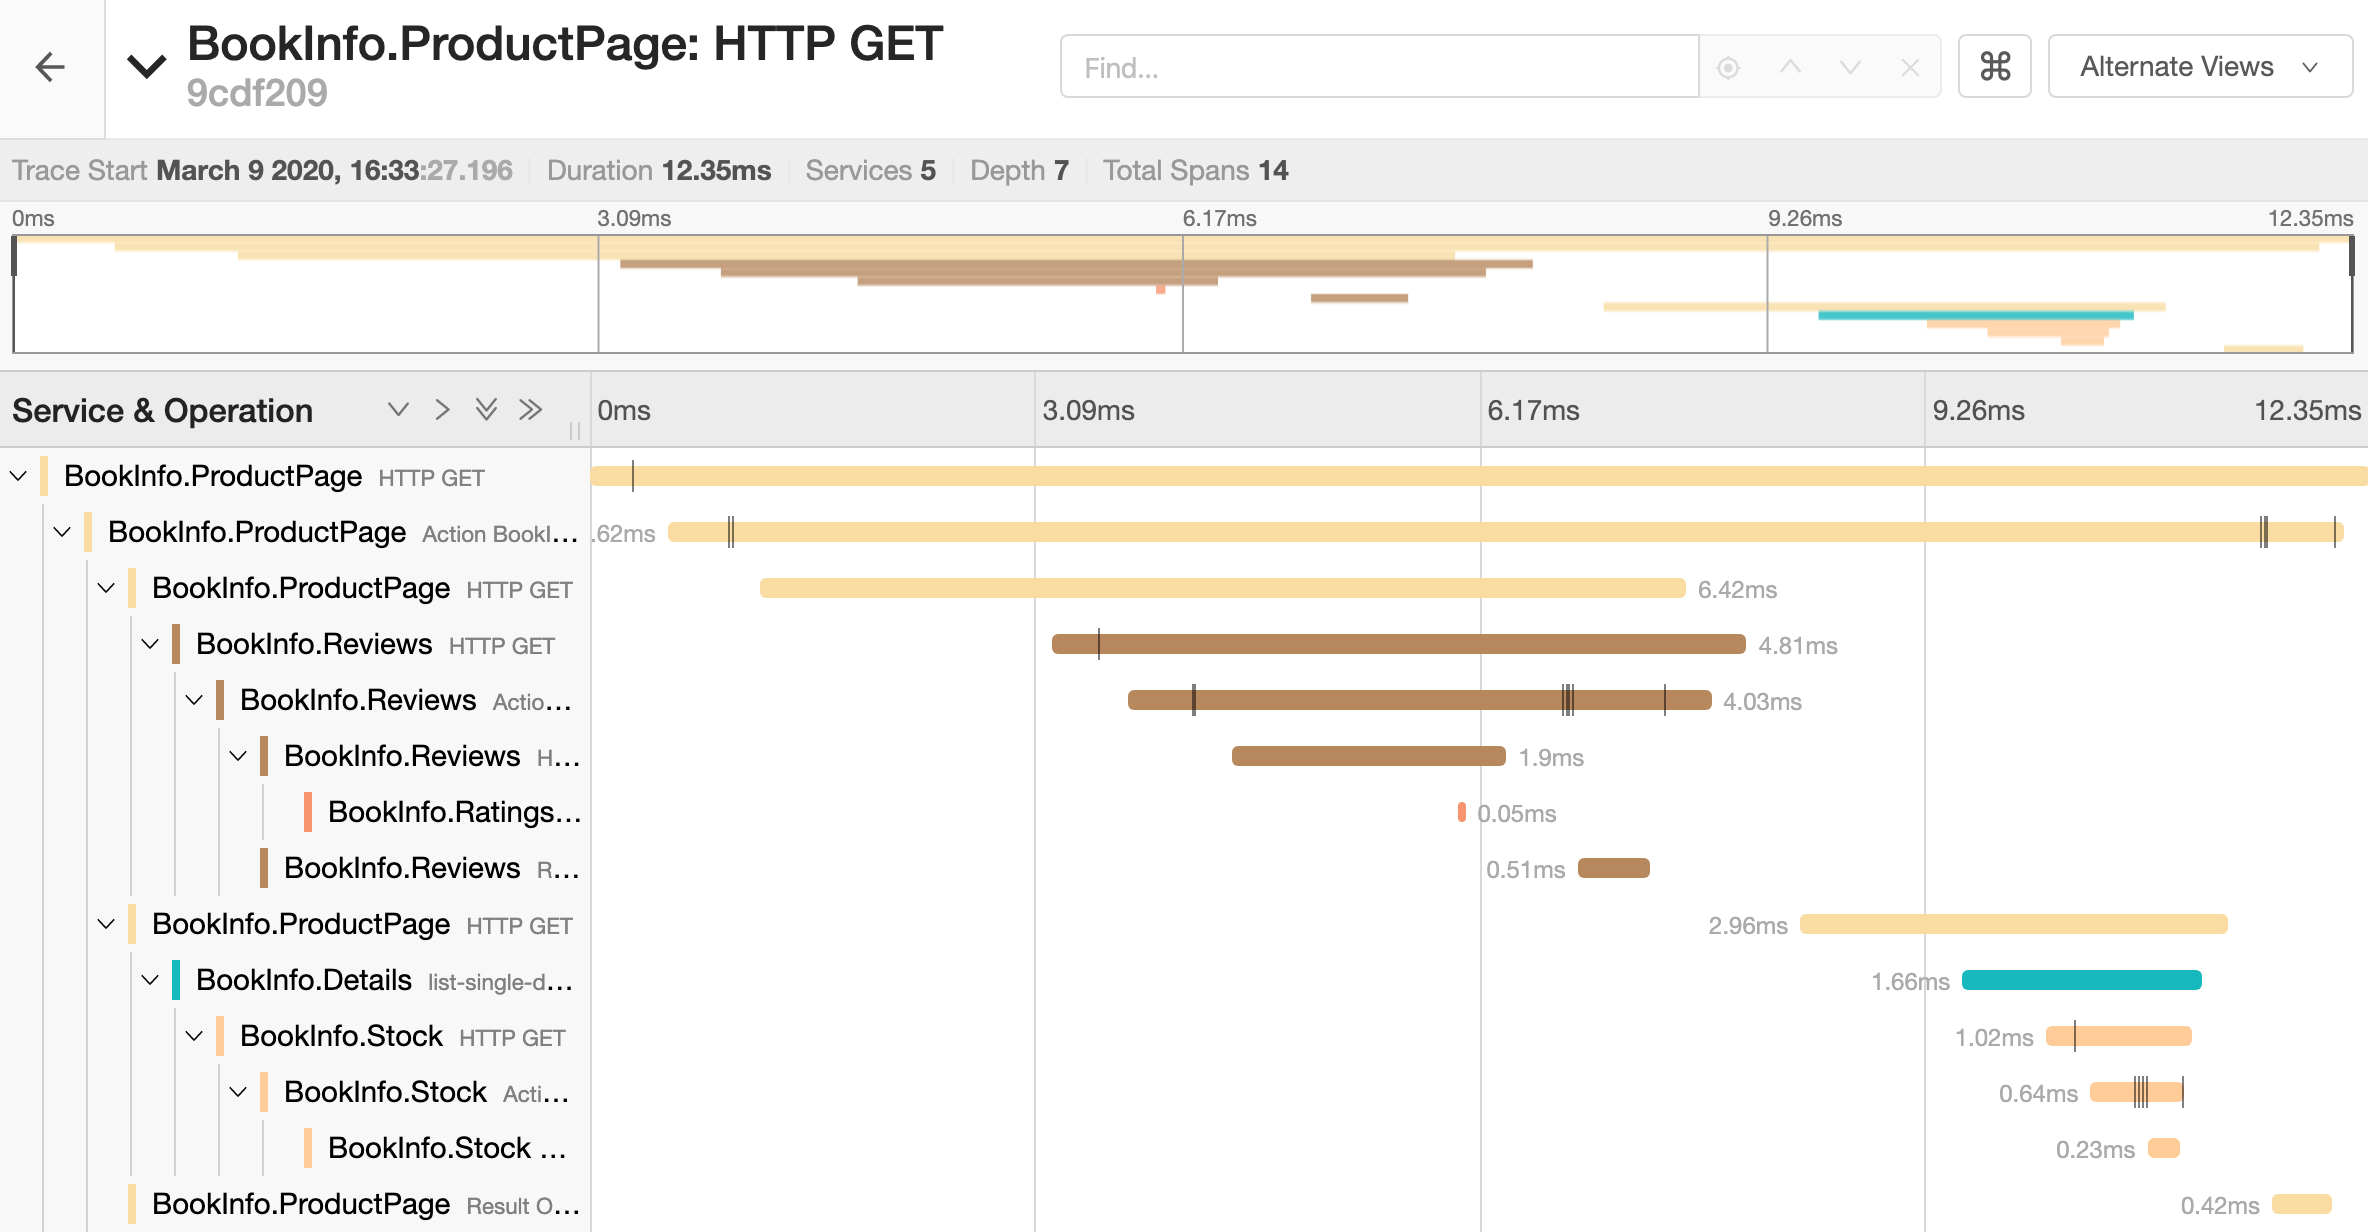 BookInfo.ProductPage: HTTP GET
9cdf209
Find...
⌘
Alternate Views
Trace Start March 9 2020, 16:33:27.196 Duration 12.35ms Services 5 Depth 7 Total Spans 14
0ms 3.09ms 6.17ms 9.26ms 12.35ms
Service & Operation 0ms 3.09ms 6.17ms 9.26ms 12.35ms
BookInfo.ProductPage HTTP GET
BookInfo.ProductPage Action BookI... .62ms
BookInfo.ProductPage HTTP GET 6.42ms
BookInfo.Reviews HTTP GET 4.81ms
BookInfo.Reviews Actio... 4.03ms
BookInfo.Reviews H... 1.9ms
BookInfo.Ratings... 0.05ms
BookInfo.Reviews R... 0.51ms
BookInfo.ProductPage HTTP GET 2.96ms
BookInfo.Details list-single-d... 1.66ms
BookInfo.Stock HTTP GET 1.02ms
BookInfo.Stock Acti... 0.64ms
BookInfo.Stock ... 0.23ms
BookInfo.ProductPage Result O... 0.42ms